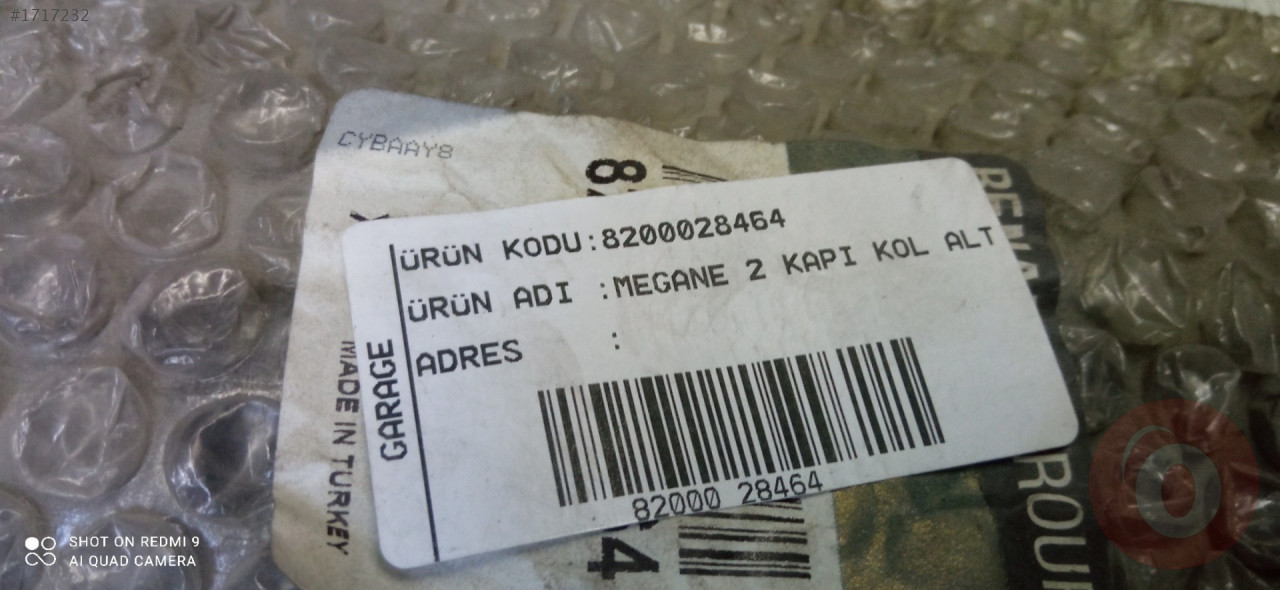 #1717232
CYBAAY8
ÜRÜN KODU:8200028464
ÜRÜN ADI :MEGANE 2 KAPI KOL ALT
ADRES :
GARAGE
82000 28464
MADE IN TURKEY
SHOT ON REDMI 9
AI QUAD CAMERA